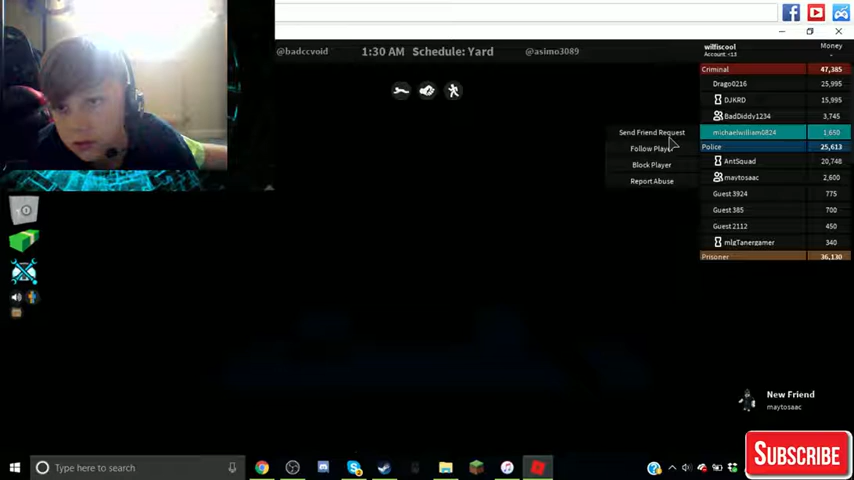 @badccvoid 1:30 AM Schedule: Yard @asimo3089
wilfiscool Money
Account: <13 -
Criminal 47,385
Drago0216 25,995
DJKRD 15,995
BadDiddy1234 3,745
Send Friend Request michaelwilliam0824 1,650
Follow Player Police 25,613
Block Player AntSquad 20,748
Report Abuse maytosaac 2,600
Guest 3924 775
Guest 385 700
Guest 2112 450
mlgTanergamer 340
Prisoner 36,130
New Friend
maytosaac
SUBSCRIBE
Type here to search